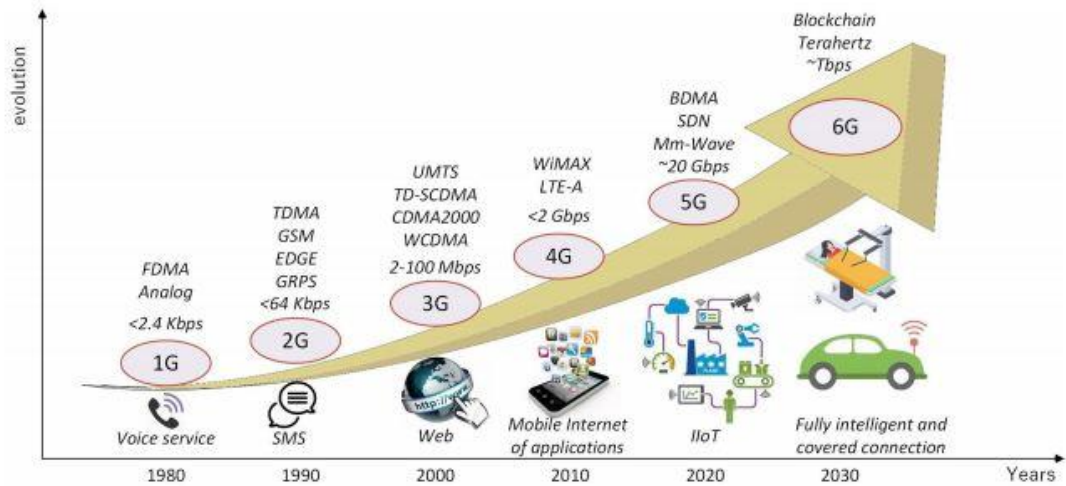 evolution
FDMA
Analog
<2.4 Kbps
1G
Voice service
1980
TDMA
GSM
EDGE
GRPS
<64 Kbps
2G
SMS
1990
UMTS
TD-SCDMA
CDMA2000
WCDMA
2-100 Mbps
3G
http://www.
Web
2000
WiMAX
LTE-A
<2 Gbps
4G
Mobile Internet
of applications
2010
BDMA
SDN
Mm-Wave
~20 Gbps
5G
IIoT
2020
Blockchain
Terahertz
~Tbps
6G
Fully intelligent and
covered connection
2030
Years